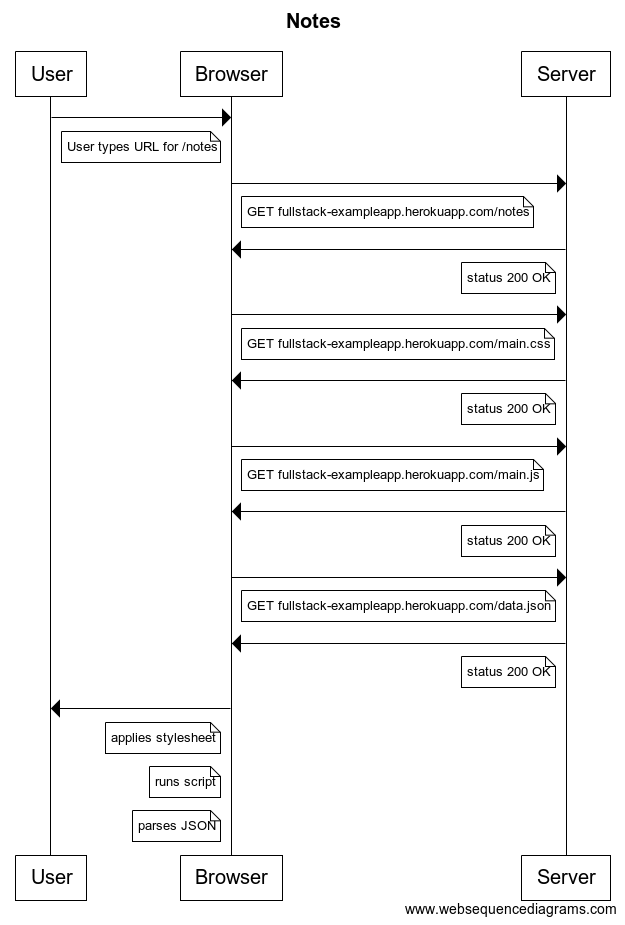 Notes
User
Browser
Server
User types URL for /notes
GET fullstack-exampleapp.herokuapp.com/notes
status 200 OK
GET fullstack-exampleapp.herokuapp.com/main.css
status 200 OK
GET fullstack-exampleapp.herokuapp.com/main.js
status 200 OK
GET fullstack-exampleapp.herokuapp.com/data.json
status 200 OK
applies stylesheet
runs script
parses JSON
User
Browser
Server
www.websequencediagrams.com